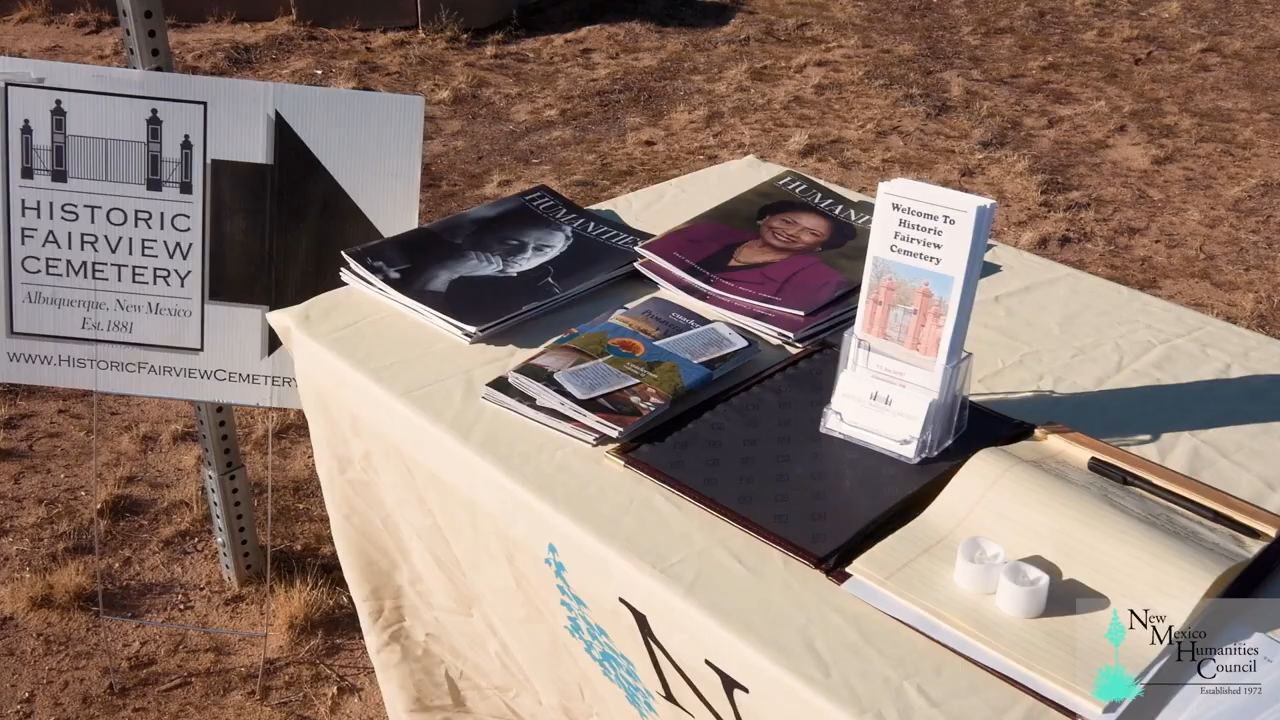 HISTORIC
FAIRVIEW
CEMETERY
Albuquerque, New Mexico
Est.1881
WWW.HISTORICFAIRVIEWCEMETERY
HUMANITIES
HUMANI
Welcome To
Historic
Fairview
Cemetery
N
New
Mexico
Humanities
Council
Established 1972